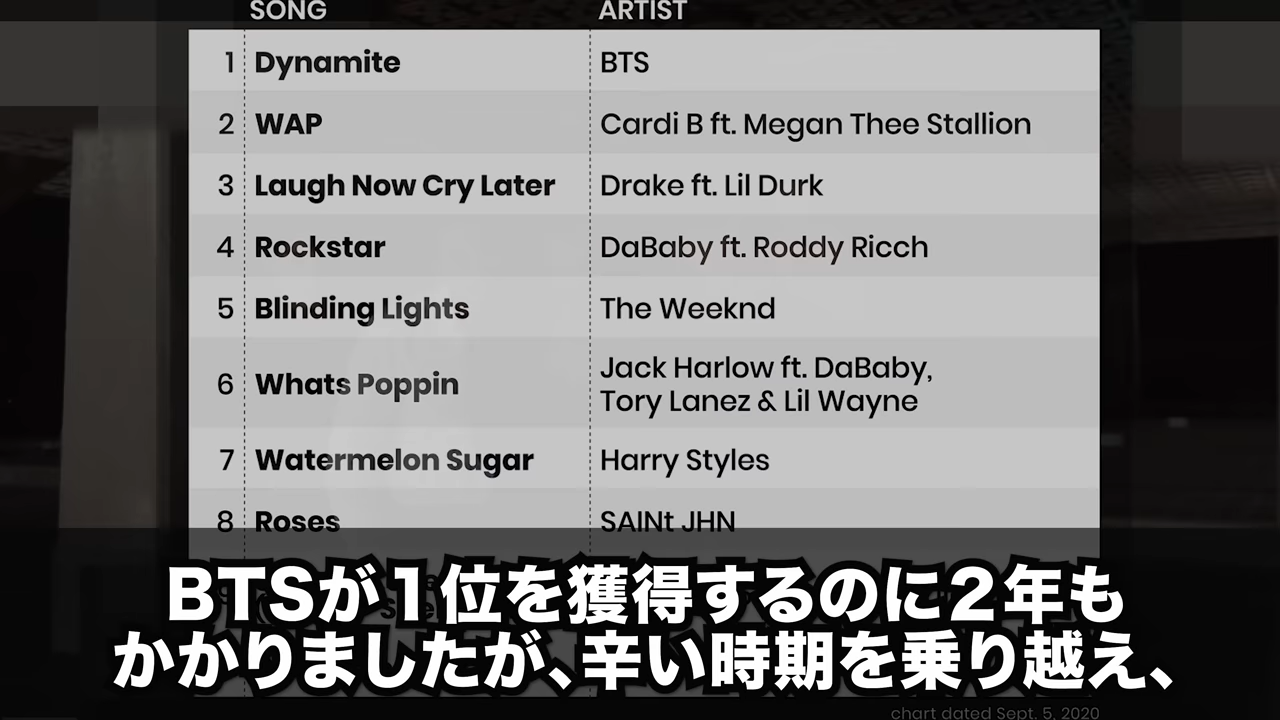 SONG ARTIST
1 Dynamite BTS
2 WAP Cardi B ft. Megan Thee Stallion
3 Laugh Now Cry Later Drake ft. Lil Durk
4 Rockstar DaBaby ft. Roddy Ricch
5 Blinding Lights The Weeknd
6 Whats Poppin Jack Harlow ft. DaBaby,
Tory Lanez & Lil Wayne
7 Watermelon Sugar Harry Styles
8 Roses SAINt JHN
BTSが1位を獲得するのに2年も
かかりましたが、辛い時期を乗り越え、
chart dated Sept. 5, 2020